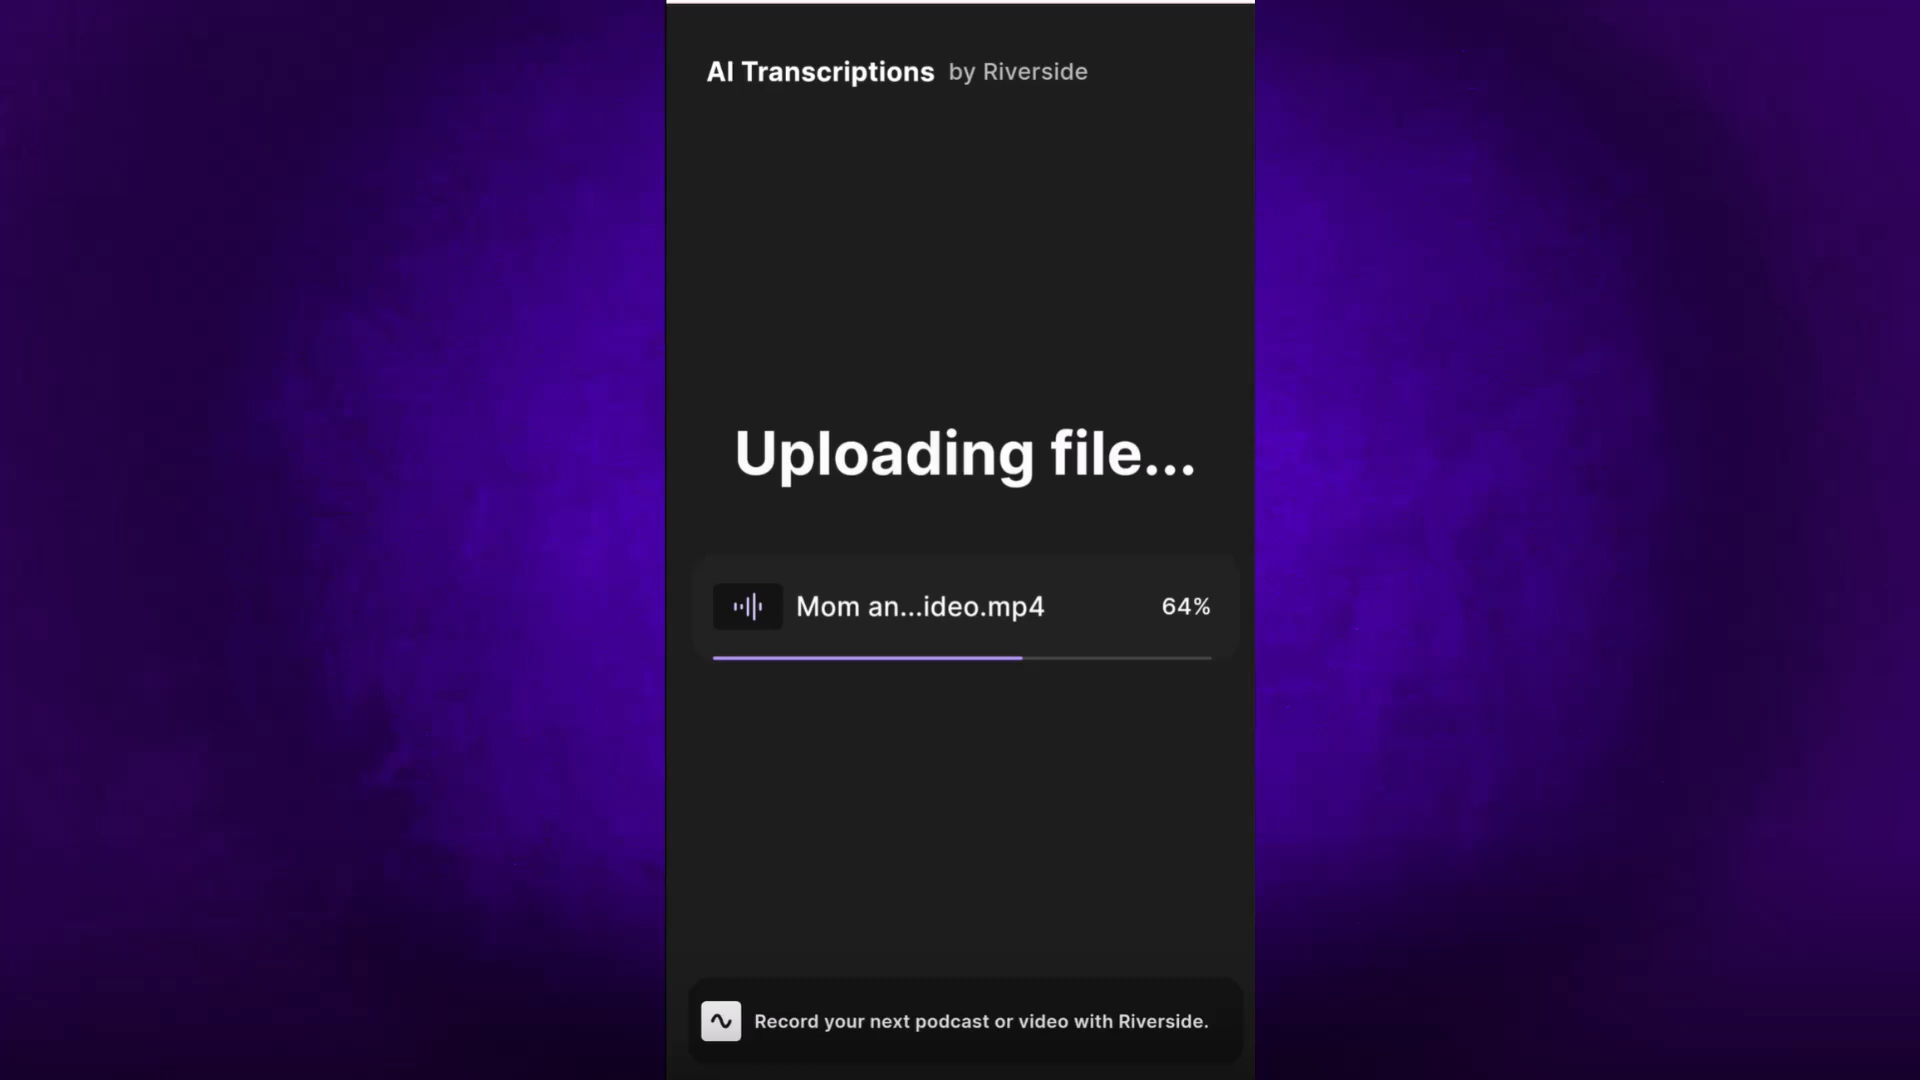 AI Transcriptions by Riverside
Uploading file...
Mom an...ideo.mp4 64%
Record your next podcast or video with Riverside.